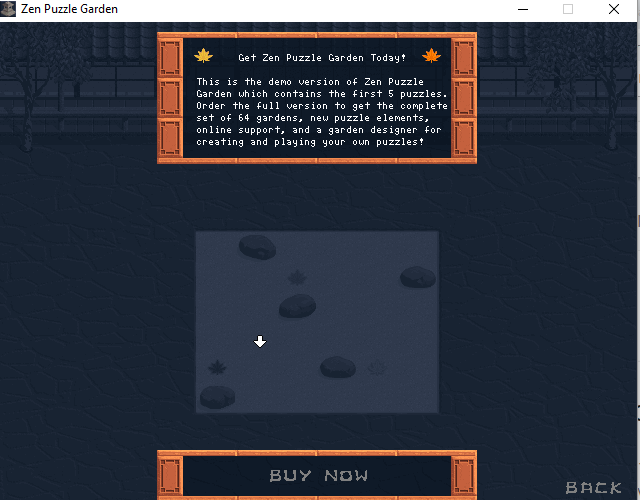 Zen Puzzle Garden
Get Zen Puzzle Garden Today!
This is the demo version of Zen Puzzle
Garden which contains the first 5 puzzles.
Order the full version to get the complete
set of 64 gardens, new puzzle elements,
online support, and a garden designer for
creating and playing your own puzzles!
BUY NOW
BACK